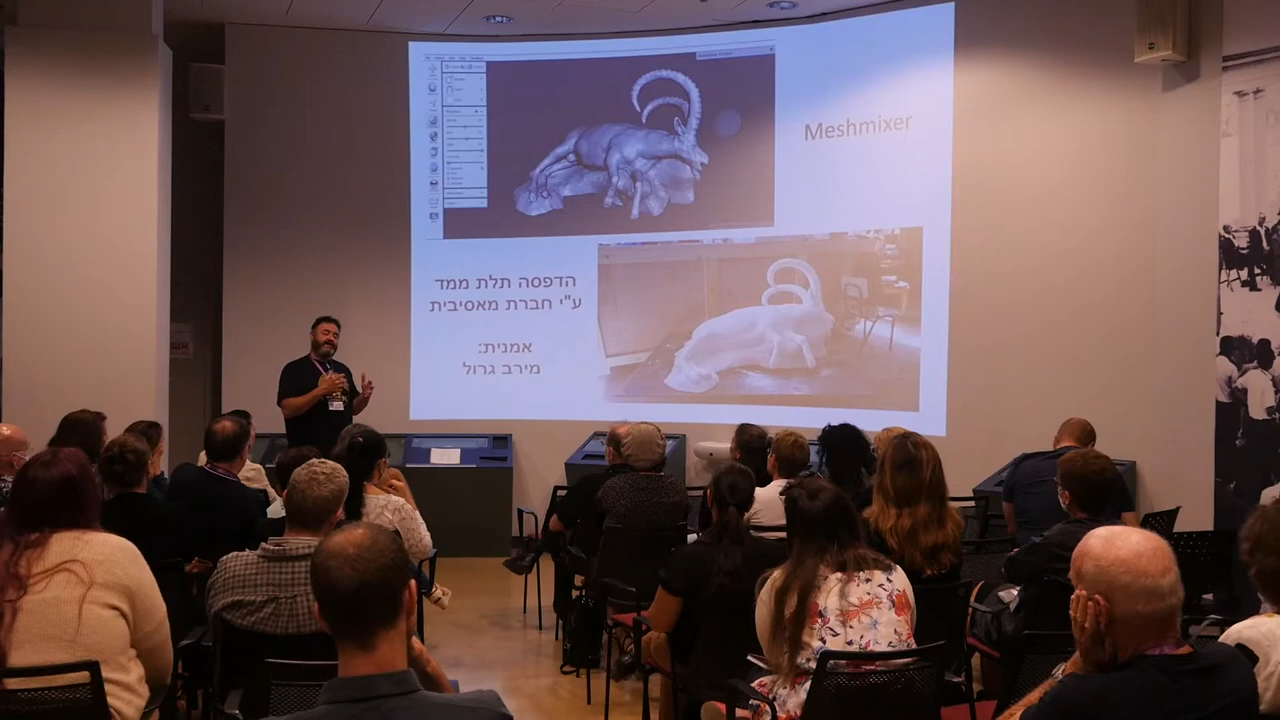 Meshmixer
הדפסה תלת ממד
ע"י חברת מאסיבית
אמנית:
מירב גרול